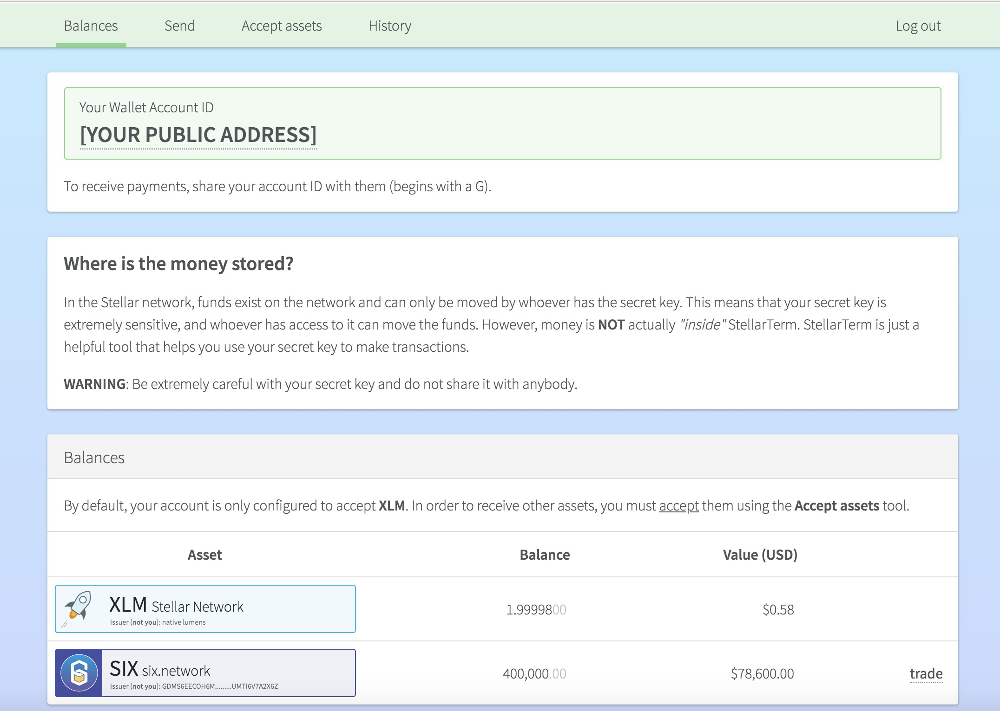 Balances Send Accept assets History Log out
Your Wallet Account ID
[YOUR PUBLIC ADDRESS]
To receive payments, share your account ID with them (begins with a G).
Where is the money stored?
In the Stellar network, funds exist on the network and can only be moved by whoever has the secret key. This means that your secret key is
extremely sensitive, and whoever has access to it can move the funds. However, money is NOT actually "inside" StellarTerm. StellarTerm is just a
helpful tool that helps you use your secret key to make transactions.
WARNING: Be extremely careful with your secret key and do not share it with anybody.
Balances
By default, your account is only configured to accept XLM. In order to receive other assets, you must accept them using the Accept assets tool.
Asset Balance Value (USD)
XLM Stellar Network 1.9999800 $0.58
Issuer (not you): native lumens
SIX six.network 400,000.00 $78,600.00 trade
Issuer (not you): GDMS6EECOH6M.........UMTI6V7A2X6Z